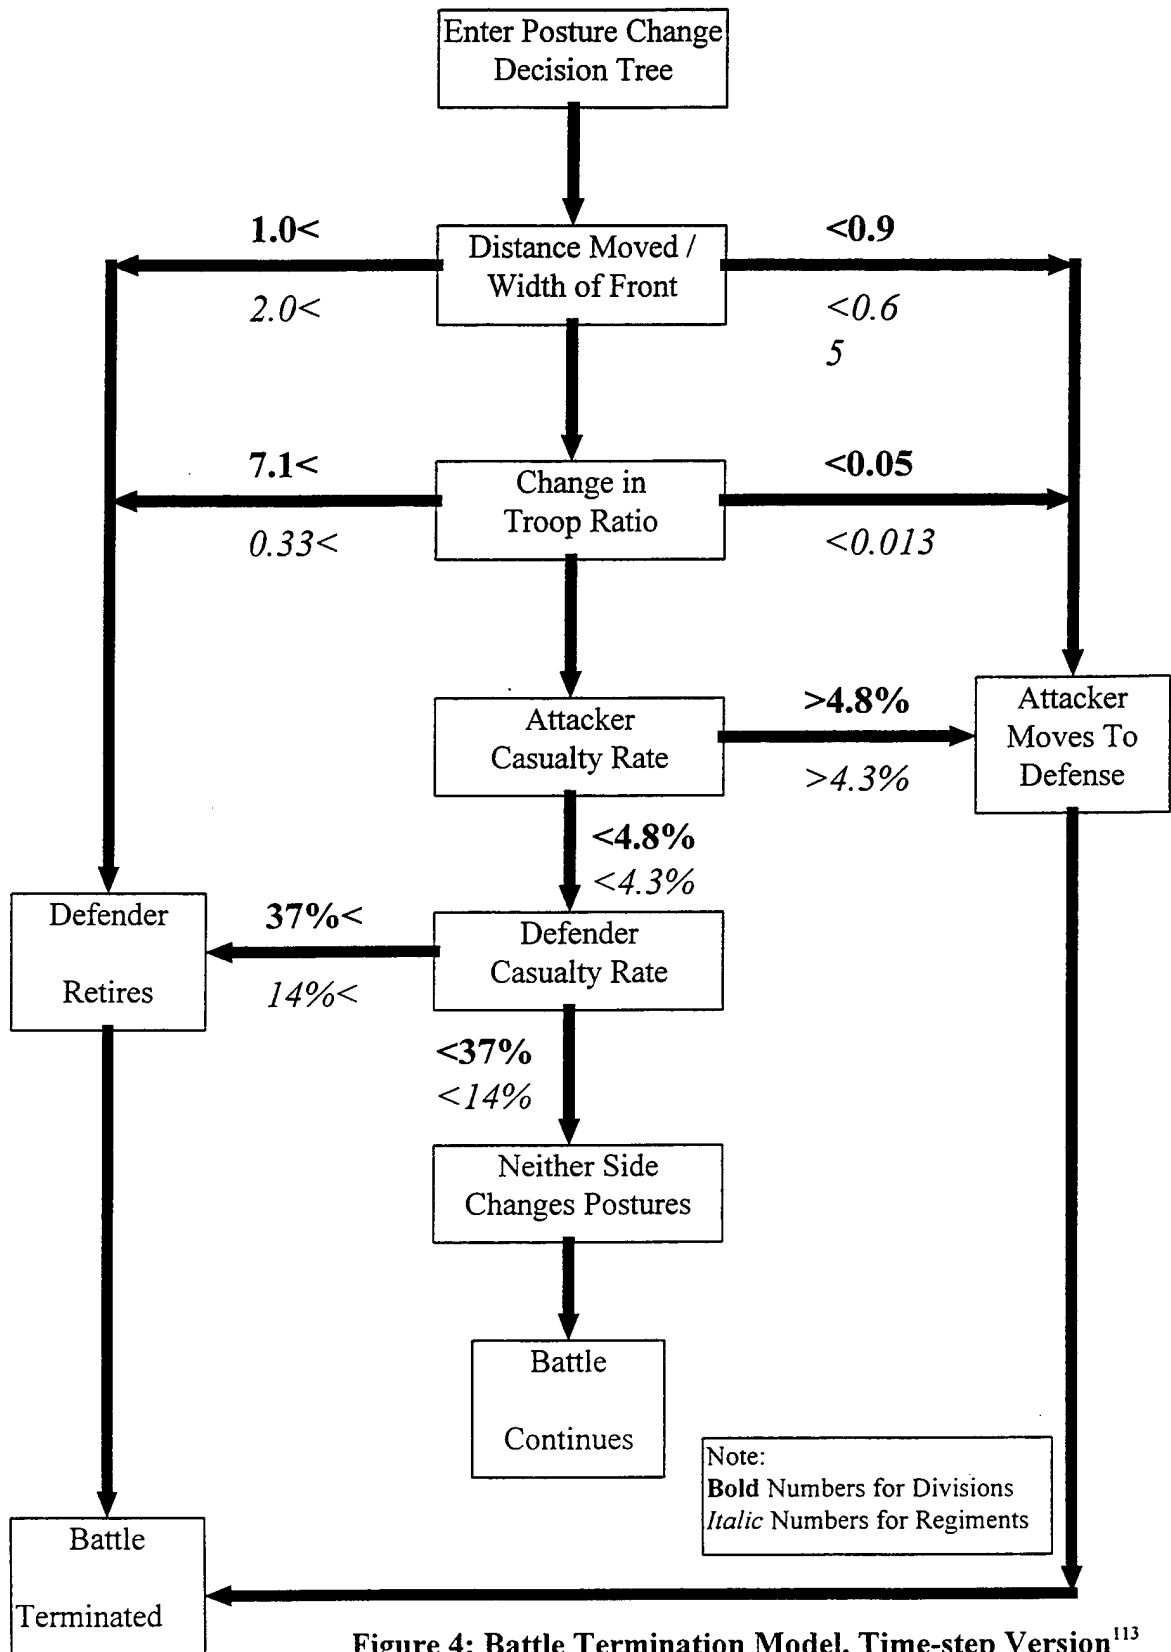 Enter Posture Change
Decision Tree
1.0<
<0.9
Distance Moved /
Width of Front
2.0<
<0.6
5
7.1<
<0.05
Change in
Troop Ratio
0.33<
<0.013
Attacker
Casualty Rate
>4.8%
>4.3%
Attacker
Moves To
Defense
<4.8%
<4.3%
Defender
Retires
37%<
14%<
Defender
Casualty Rate
<37%
<14%
Neither Side
Changes Postures
Battle
Continues
Note:
Bold Numbers for Divisions
Italic Numbers for Regiments
Battle
Terminated
Figure 4: Battle Termination Model, Time-step Version113